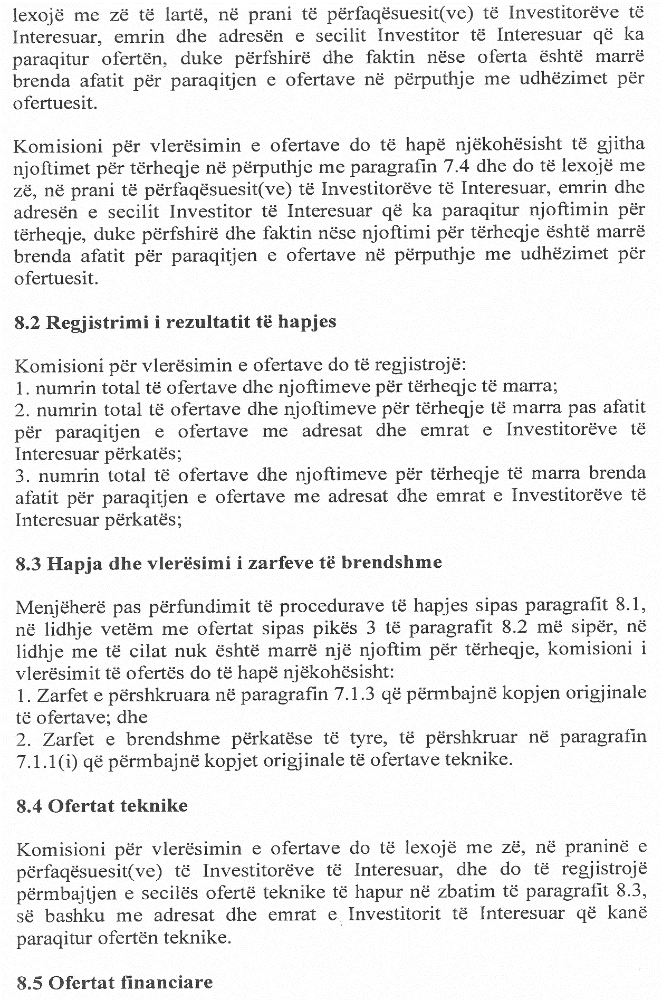 lexojë me zë të lartë, në prani të përfaqësuesit(ve) të Investitorëve të
Interesuar, emrin dhe adresën e secilit Investitor të Interesuar që ka
paraqitur ofertën, duke përfshirë dhe faktin nëse oferta është marrë
brenda afatit për paraqitjen e ofertave në përputhje me udhëzimet për
ofertuesit.
Komisioni për vlerësimin e ofertave do të hapë njëkohësisht të gjitha
njoftimet për tërheqje në përputhje me paragrafin 7.4 dhe do të lexojë me
zë, në prani të përfaqësuesit(ve) të Investitorëve të Interesuar, emrin dhe
adresën e secilit Investitor të Interesuar që ka paraqitur njoftimin për
tërheqje, duke përfshirë dhe faktin nëse njoftimi për tërheqje është marrë
brenda afatit për paraqitjen e ofertave në përputhje me udhëzimet për
ofertuesit.
8.2 Regjistrimi i rezultatit të hapjes
Komisioni për vlerësimin e ofertave do të regjistrojë:
1. numrin total të ofertave dhe njoftimeve për tërheqje të marra;
2. numrin total të ofertave dhe njoftimeve për tërheqje të marra pas afatit
për paraqitjen e ofertave me adresat dhe emrat e Investitorëve të
Interesuar përkatës;
3. numrin total të ofertave dhe njoftimeve për tërheqje të marra brenda
afatit për paraqitjen e ofertave me adresat dhe emrat e Investitorëve të
Interesuar përkatës;
8.3 Hapja dhe vlerësimi i zarfeve të brendshme
Menjëherë pas përfundimit të procedurave të hapjes sipas paragrafit 8.1,
në lidhje vetëm me ofertat sipas pikës 3 të paragrafit 8.2 më sipër, në
lidhje me të cilat nuk është marrë një njoftim për tërheqje, komisioni i
vlerësimit të ofertës do të hapë njëkohësisht:
1. Zarfet e përshkruara në paragrafin 7.1.3 që përmbajnë kopjen origjinale
të ofertave; dhe
2. Zarfet e brendshme përkatëse të tyre, të përshkruar në paragrafin
7.1.1(i) që përmbajnë kopjet origjinale të ofertave teknike.
8.4 Ofertat teknike
Komisioni për vlerësimin e ofertave do të lexojë me zë, në praninë e
përfaqësuesit(ve) të Investitorëve të Interesuar, dhe do të regjistrojë
përmbajtjen e secilës ofertë teknike të hapur në zbatim të paragrafit 8.3,
së bashku me adresat dhe emrat e Investitorit të Interesuar që kanë
paraqitur ofertën teknike.
8.5 Ofertat financiare